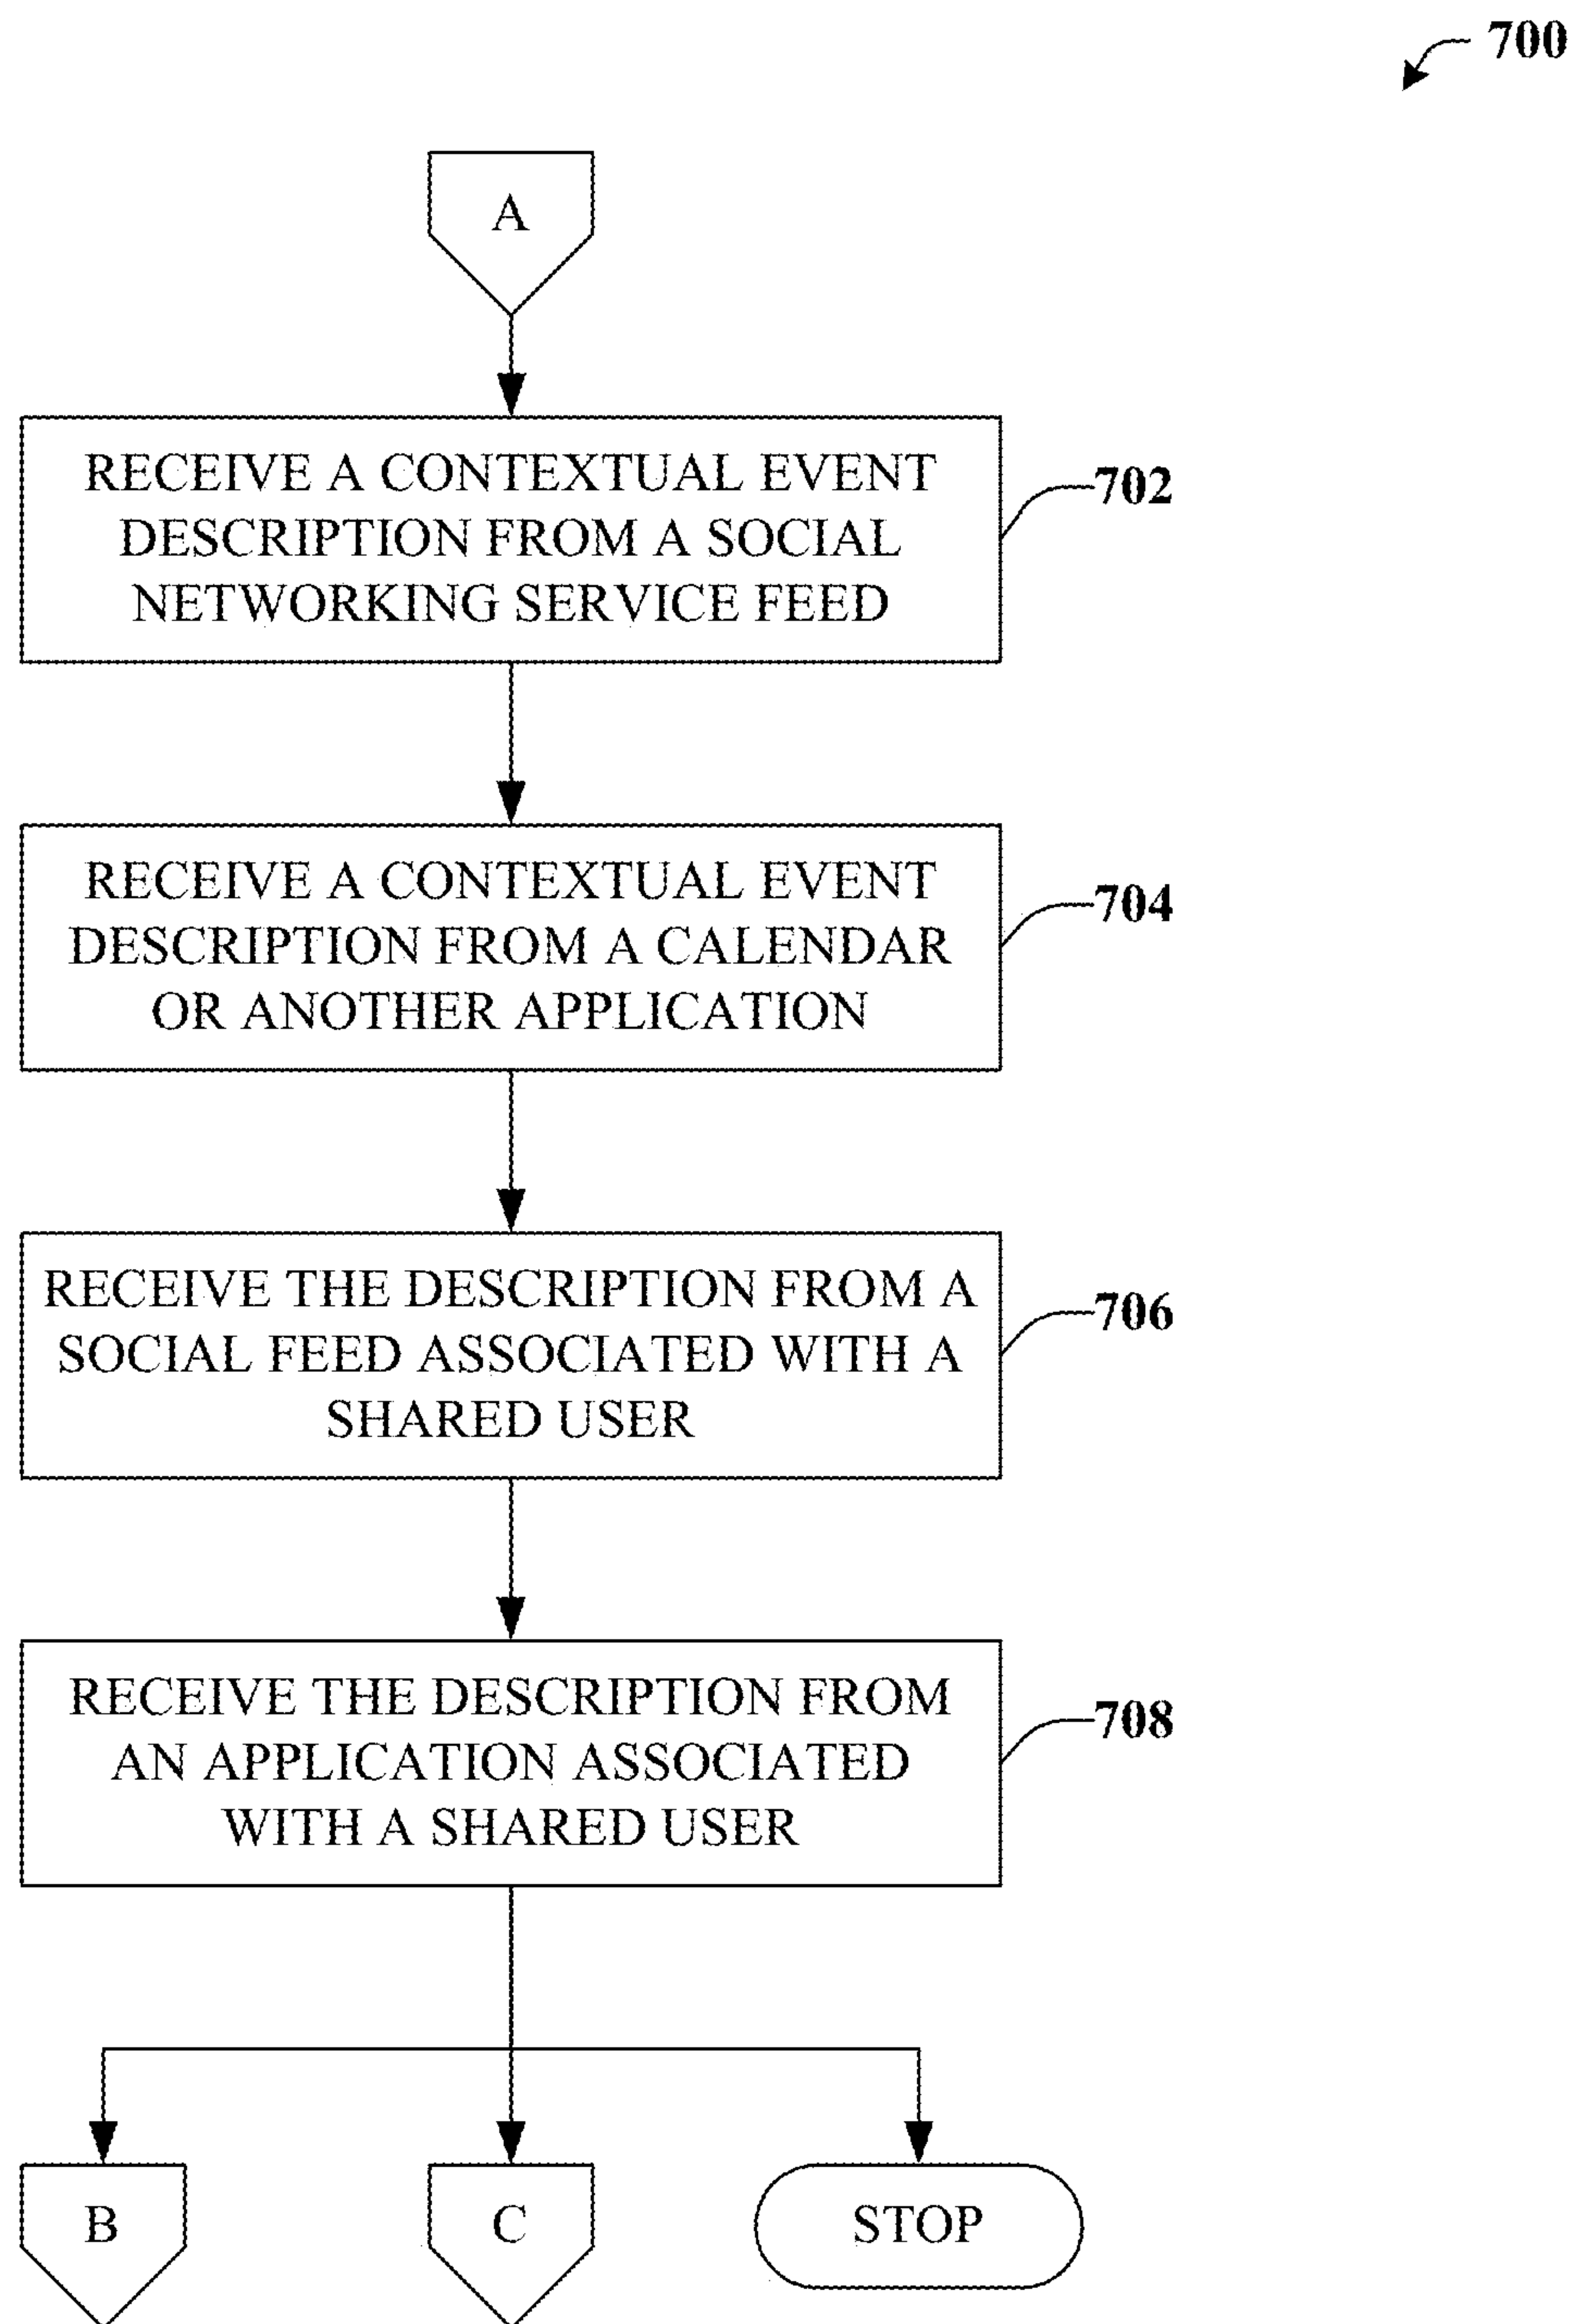 700
A
RECEIVE A CONTEXTUAL EVENT
DESCRIPTION FROM A SOCIAL
NETWORKING SERVICE FEED
702
RECEIVE A CONTEXTUAL EVENT
DESCRIPTION FROM A CALENDAR
OR ANOTHER APPLICATION
704
RECEIVE THE DESCRIPTION FROM A
SOCIAL FEED ASSOCIATED WITH A
SHARED USER
706
RECEIVE THE DESCRIPTION FROM
AN APPLICATION ASSOCIATED
WITH A SHARED USER
708
B
C
STOP